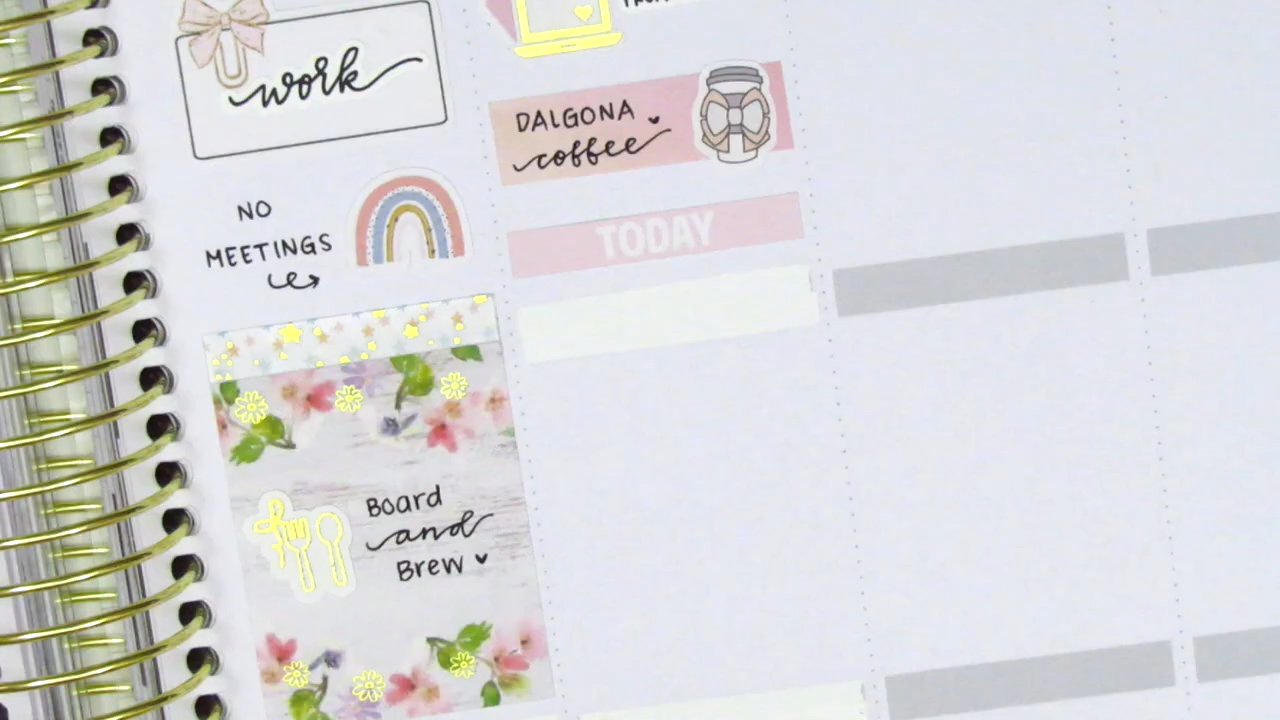 work
NO
MEETINGS
Board
and
Brew
DALGONA
coffee
TODAY